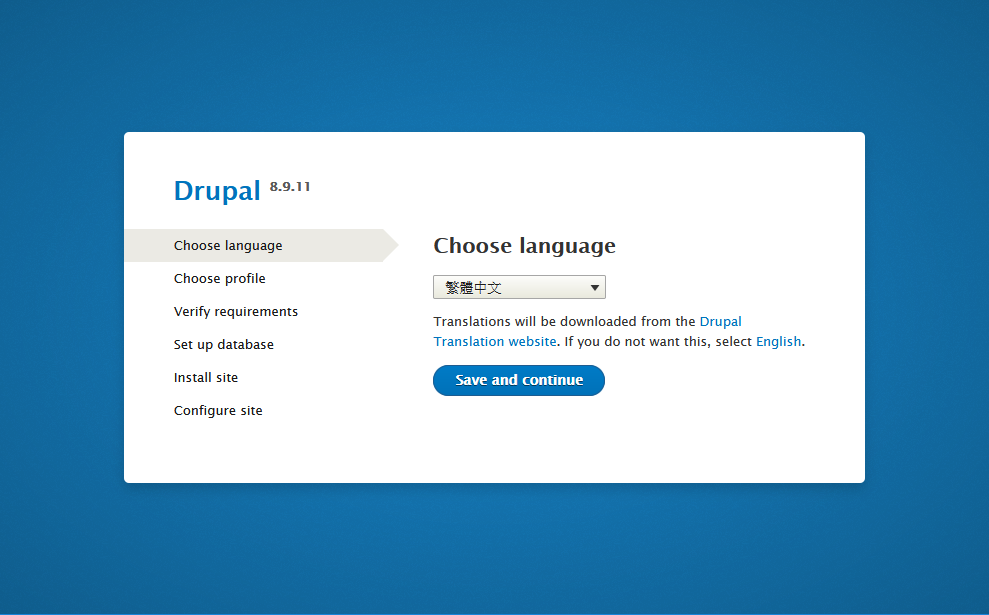 Drupal 8.9.11
Choose language
Choose profile
Verify requirements
Set up database
Install site
Configure site
Choose language
繁體中文
Translations will be downloaded from the Drupal
Translation website. If you do not want this, select English.
Save and continue